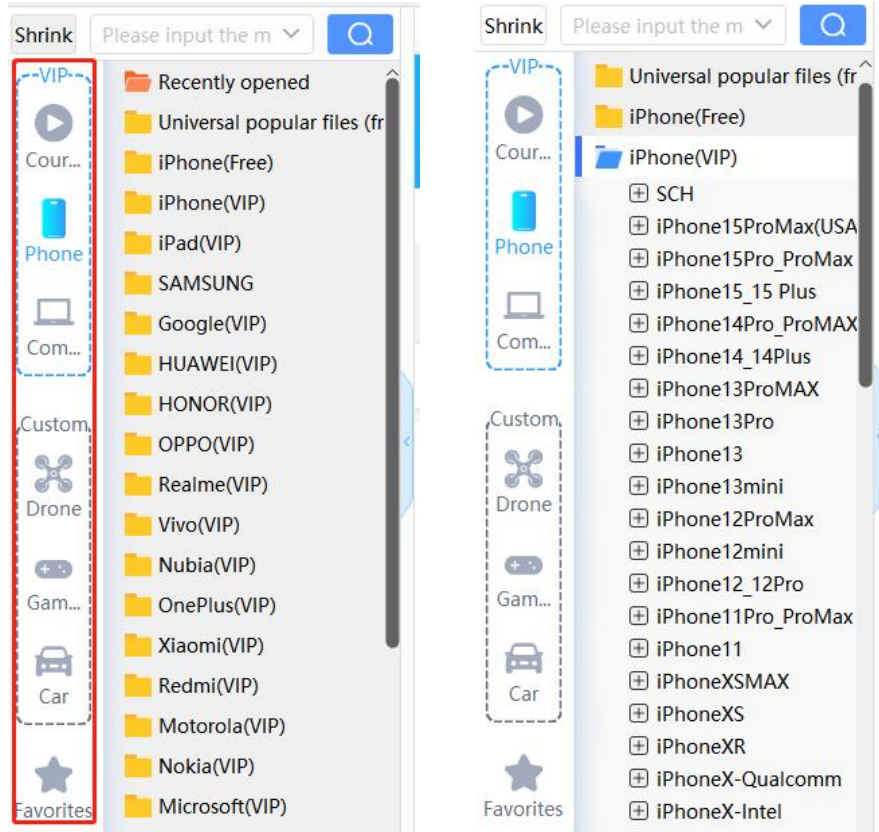 Shrink
Please input the m
VIP
Cour...
Phone
Com...
Custom
Drone
Gam...
Car
Favorites
Recently opened
Universal popular files (fr
iPhone(Free)
iPhone(VIP)
iPad(VIP)
SAMSUNG
Google(VIP)
HUAWEI(VIP)
HONOR(VIP)
OPPO(VIP)
Realme(VIP)
Vivo(VIP)
Nubia(VIP)
OnePlus(VIP)
Xiaomi(VIP)
Redmi(VIP)
Motorola(VIP)
Nokia(VIP)
Microsoft(VIP)
Shrink
Please input the m
VIP
Cour...
Phone
Com...
Custom
Drone
Gam...
Car
Favorites
Universal popular files (fr
iPhone(Free)
iPhone(VIP)
SCH
iPhone15ProMax(USA
iPhone15Pro_ProMax
iPhone15_15 Plus
iPhone14Pro_ProMAX
iPhone14_14Plus
iPhone13ProMAX
iPhone13Pro
iPhone13
iPhone13mini
iPhone12ProMax
iPhone12mini
iPhone12_12Pro
iPhone11Pro_ProMax
iPhone11
iPhoneXSMAX
iPhoneXS
iPhoneXR
iPhoneX-Qualcomm
iPhoneX-Intel